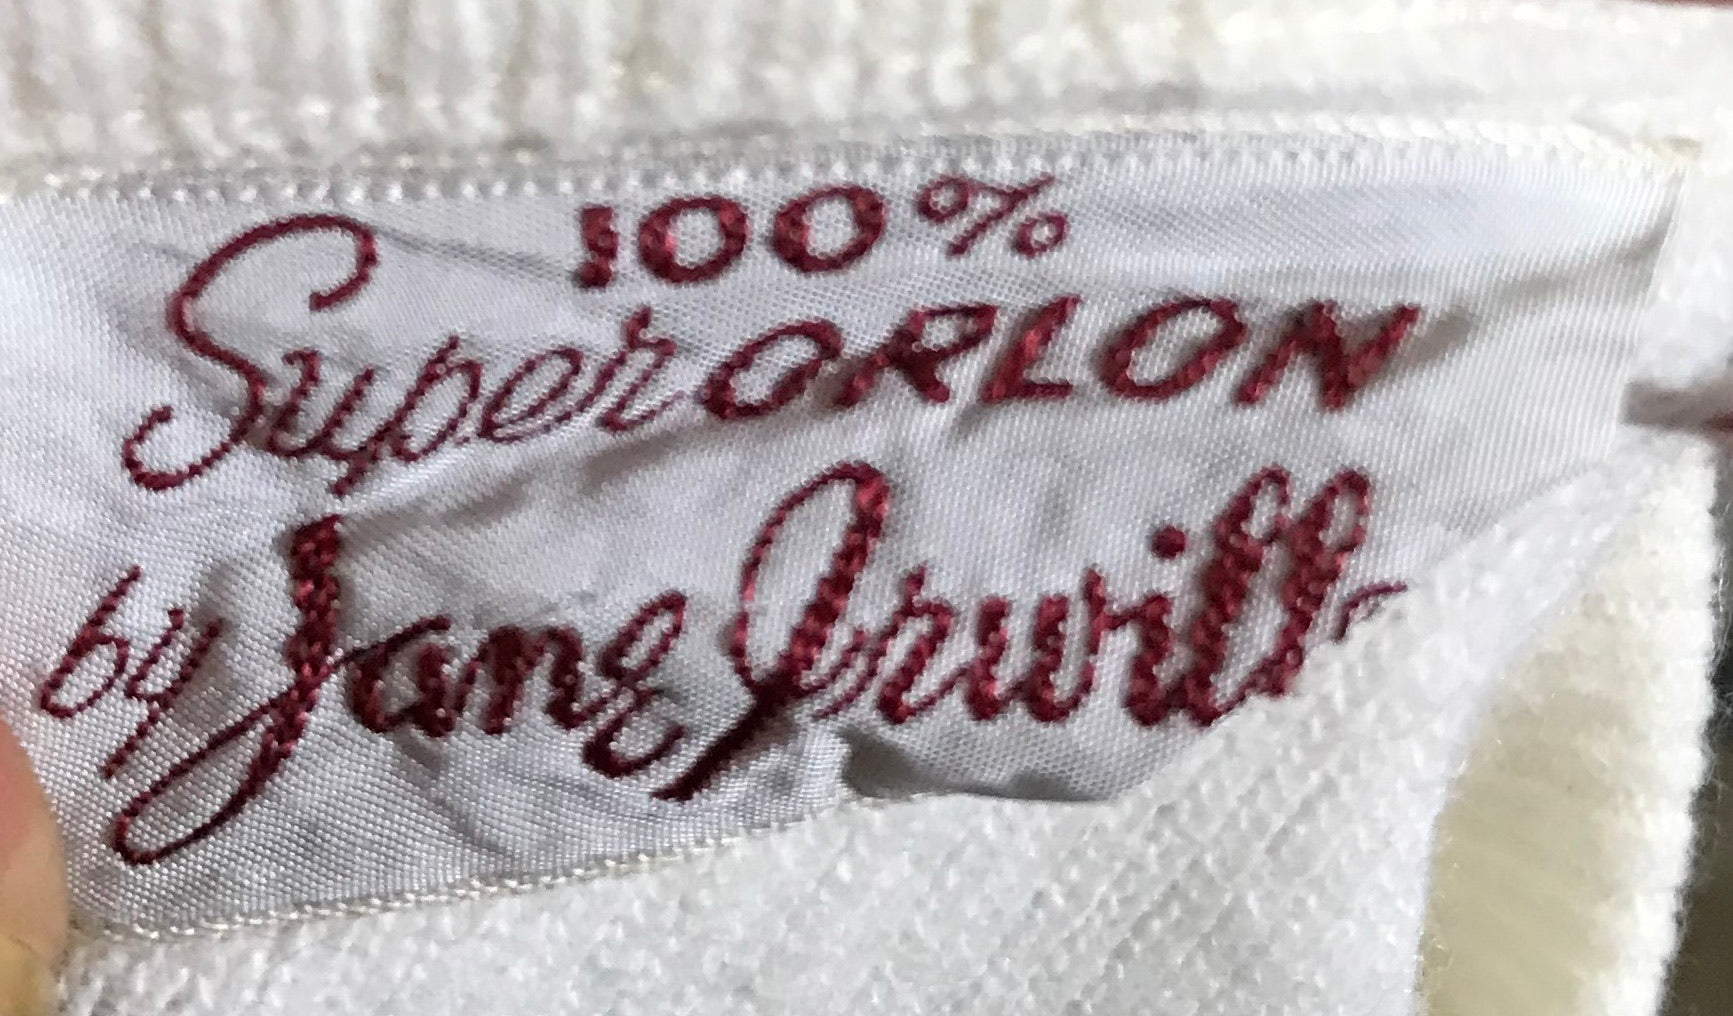 100%
Super ORLON
by Jane Irwill